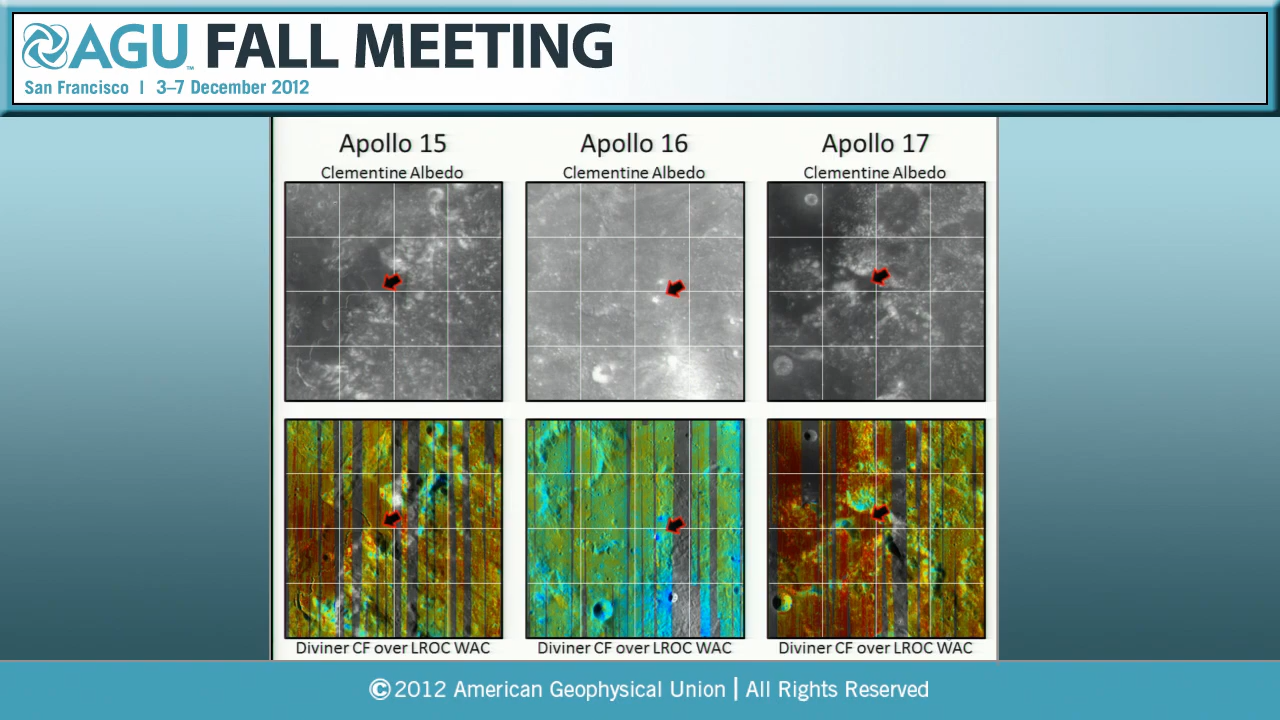 AGU™ FALL MEETING
San Francisco | 3–7 December 2012
Apollo 15 Apollo 16 Apollo 17
Clementine Albedo Clementine Albedo Clementine Albedo
Diviner CF over LROC WAC Diviner CF over LROC WAC Diviner CF over LROC WAC
©2012 American Geophysical Union | All Rights Reserved